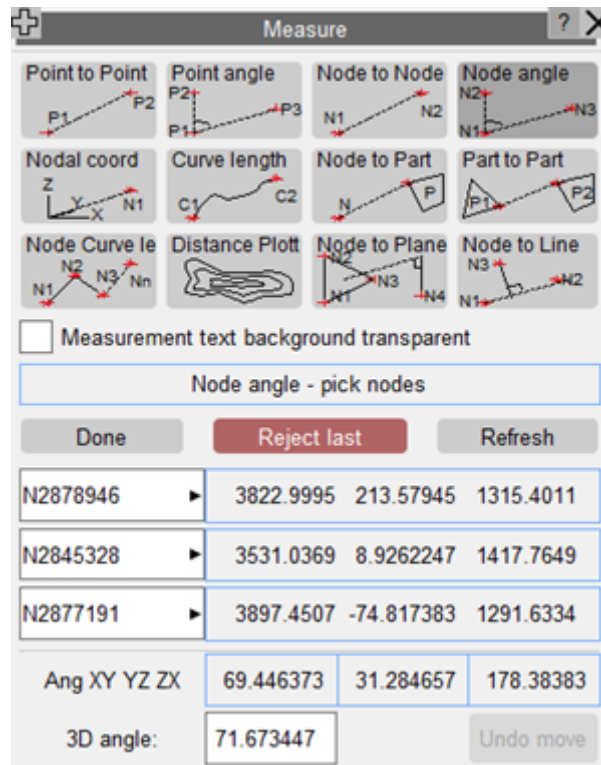 Measure ?
Point to Point Point angle Node to Node Node angle
P1 P2 P2 P1 P3 N1 N2 N2 N1 N3
Nodal coord Curve length Node to Part Part to Part
Z Y X N1 C1 C2 N P P1 P2
Node Curve le Distance Plott Node to Plane Node to Line
N1 N2 N3 Nn N2 N1 N3 N4 N3 N1 N2
Measurement text background transparent
Node angle - pick nodes
Done Reject last Refresh
N2878946 3822.9995 213.57945 1315.4011
N2845328 3531.0369 8.9262247 1417.7649
N2877191 3897.4507 -74.817383 1291.6334
Ang XY YZ ZX 69.446373 31.284657 178.38383
3D angle: 71.673447 Undo move